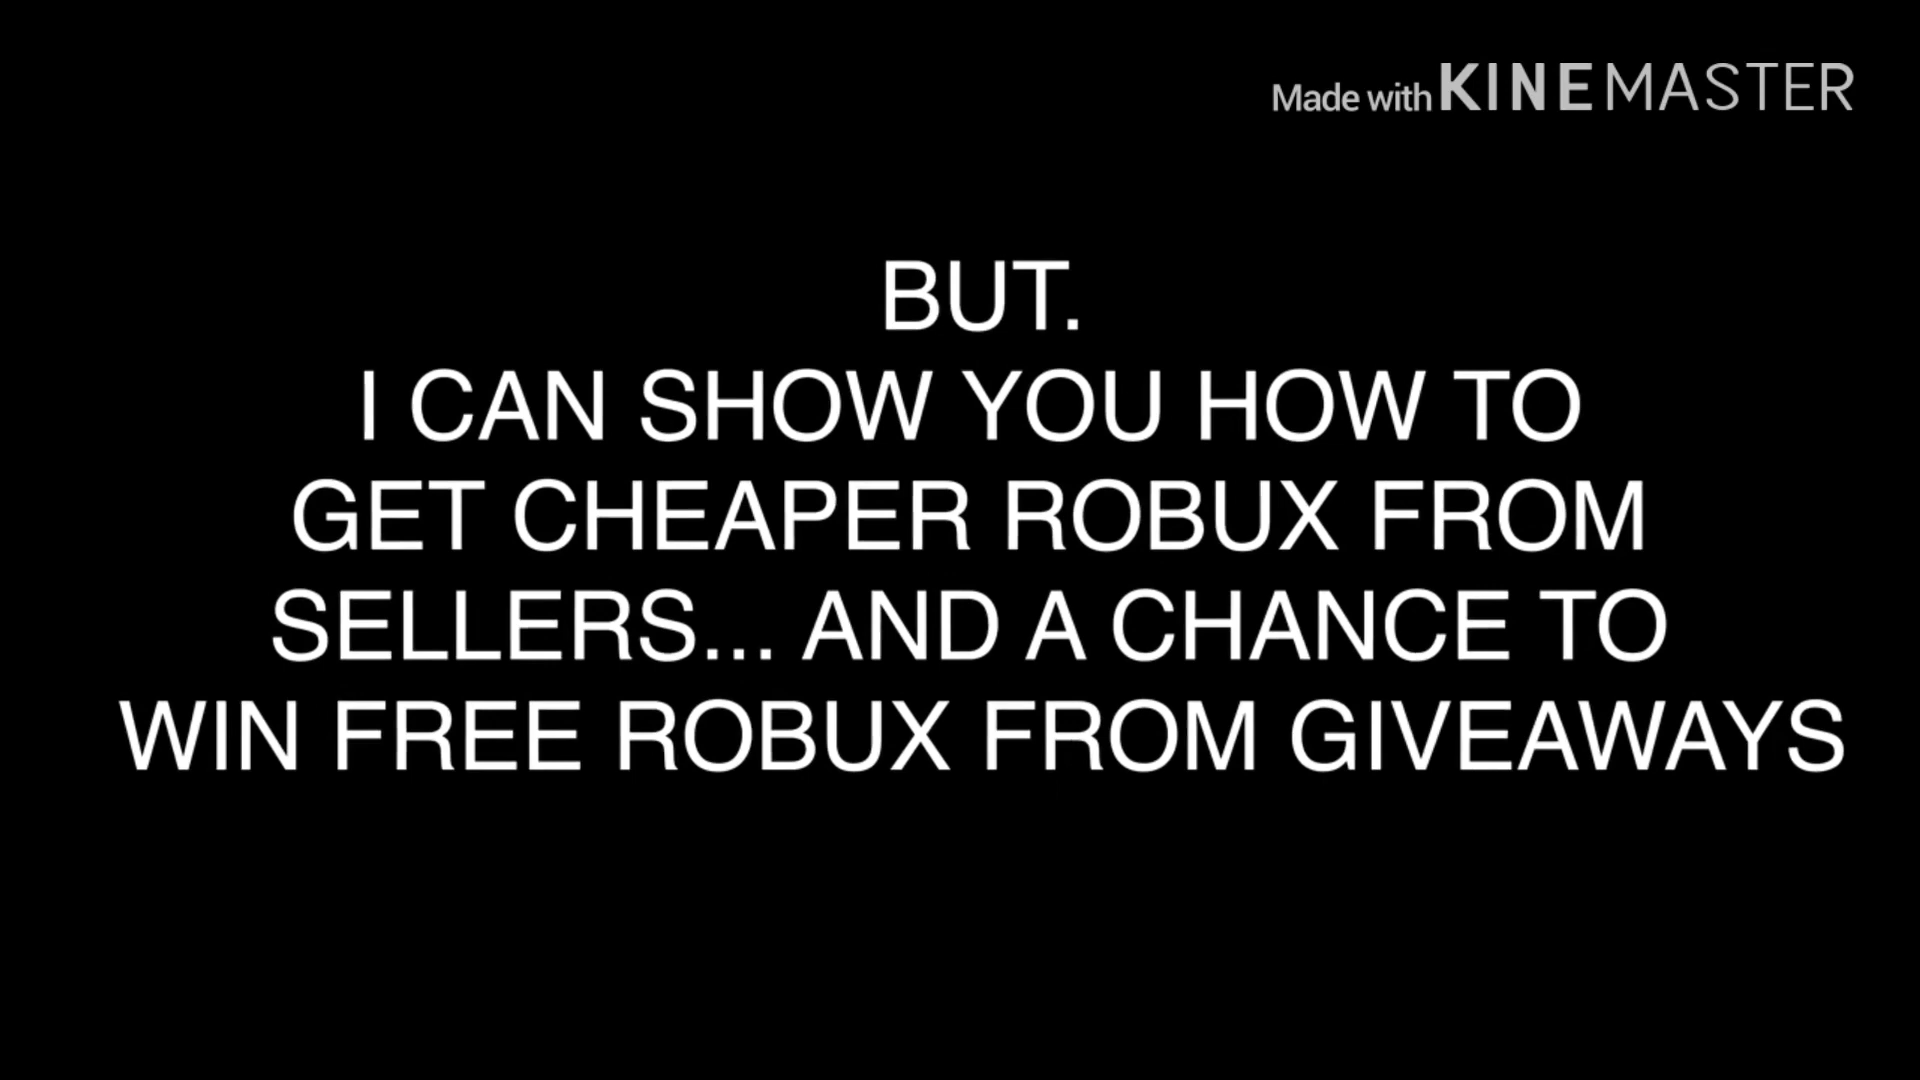 Made with KINEMASTER
BUT.
I CAN SHOW YOU HOW TO
GET CHEAPER ROBUX FROM
SELLERS... AND A CHANCE TO
WIN FREE ROBUX FROM GIVEAWAYS